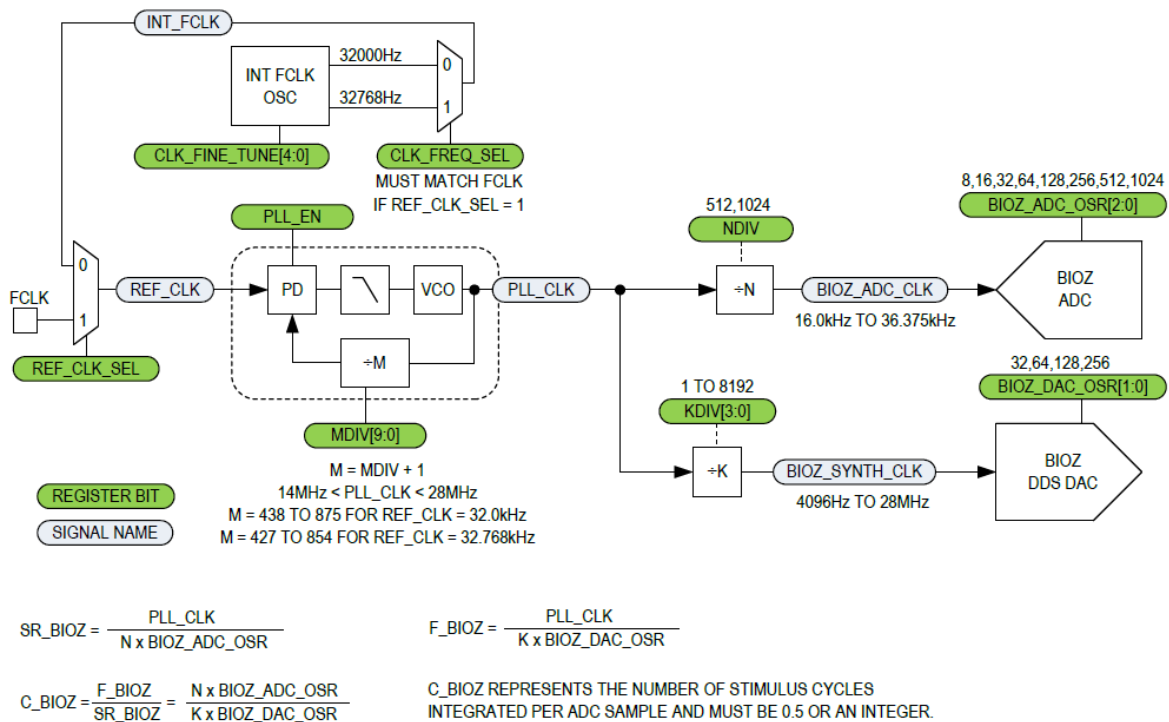 INT_FCLK
INT FCLK
OSC
32000Hz
32768Hz
0
1
CLK_FINE_TUNE[4:0]
CLK_FREQ_SEL
MUST MATCH FCLK
IF REF_CLK_SEL = 1
PLL_EN
FCLK
0
1
REF_CLK_SEL
REF_CLK
PD
VCO
÷M
PLL_CLK
MDIV[9:0]
M = MDIV + 1
14MHz < PLL_CLK < 28MHz
M = 438 TO 875 FOR REF_CLK = 32.0kHz
M = 427 TO 854 FOR REF_CLK = 32.768kHz
512,1024
NDIV
÷N
BIOZ_ADC_CLK
16.0kHz TO 36.375kHz
8,16,32,64,128,256,512,1024
BIOZ_ADC_OSR[2:0]
BIOZ
ADC
1 TO 8192
KDIV[3:0]
÷K
BIOZ_SYNTH_CLK
4096Hz TO 28MHz
32,64,128,256
BIOZ_DAC_OSR[1:0]
BIOZ
DDS DAC
REGISTER BIT
SIGNAL NAME
SR_BIOZ = PLL_CLK
N x BIOZ_ADC_OSR
F_BIOZ = PLL_CLK
K x BIOZ_DAC_OSR
C_BIOZ = F_BIOZ
SR_BIOZ
= N x BIOZ_ADC_OSR
K x BIOZ_DAC_OSR
C_BIOZ REPRESENTS THE NUMBER OF STIMULUS CYCLES
INTEGRATED PER ADC SAMPLE AND MUST BE 0.5 OR AN INTEGER.